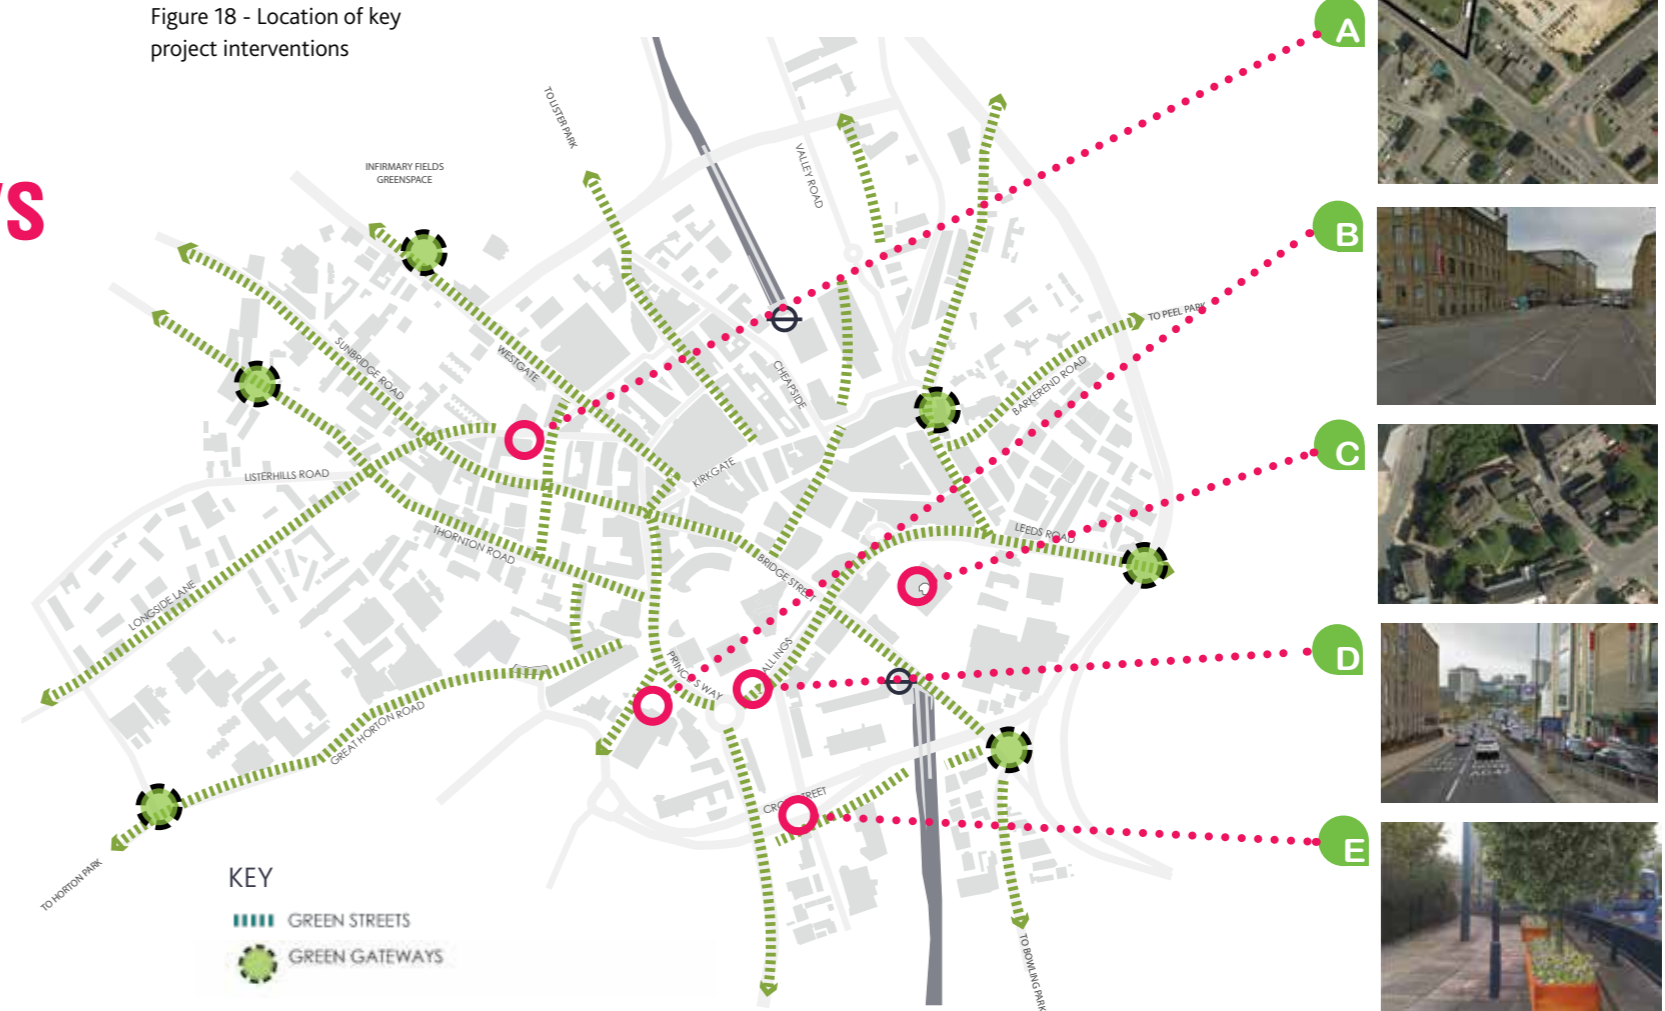 Figure 18 - Location of key
project interventions
A
TO LISTER PARK
INFIRMARY FIELDS
GREENSPACE
VALLEY ROAD
B
TO PEEL PARK
SUNBRIDGE ROAD
WESTGATE
CHEAPSIDE
BARKEREND ROAD
C
KIRKGATE
LISTERHILLS ROAD
THORNTON ROAD
LEEDS ROAD
BRIDGE STREET
LONGSIDE LANE
D
PRINCE'S WAY
GREAT HORTON ROAD
E
TO HORTON PARK
KEY
GREEN STREETS
GREEN GATEWAYS
TO BOWLING PARK